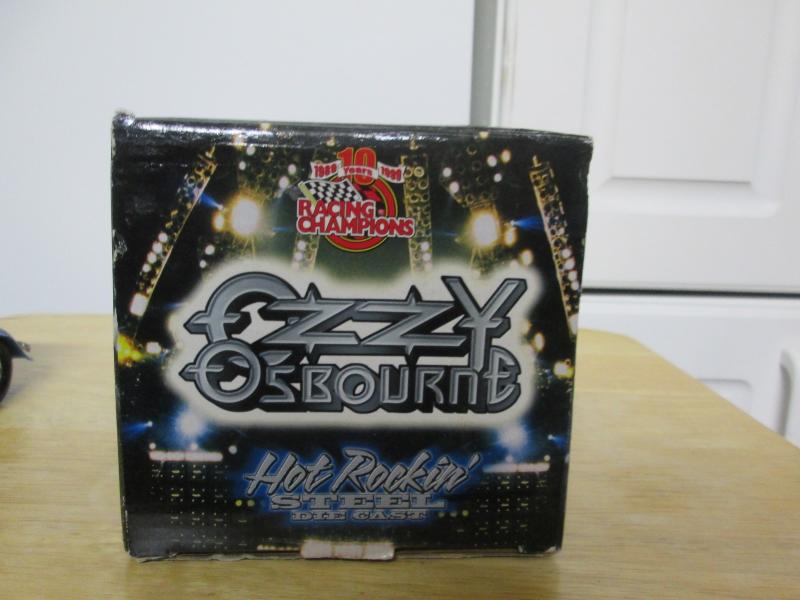 10
1989 Years 1999
RACING
CHAMPIONS
OZZY
OSBOURNE
Hot Rockin'
STEEL
DIE CAST